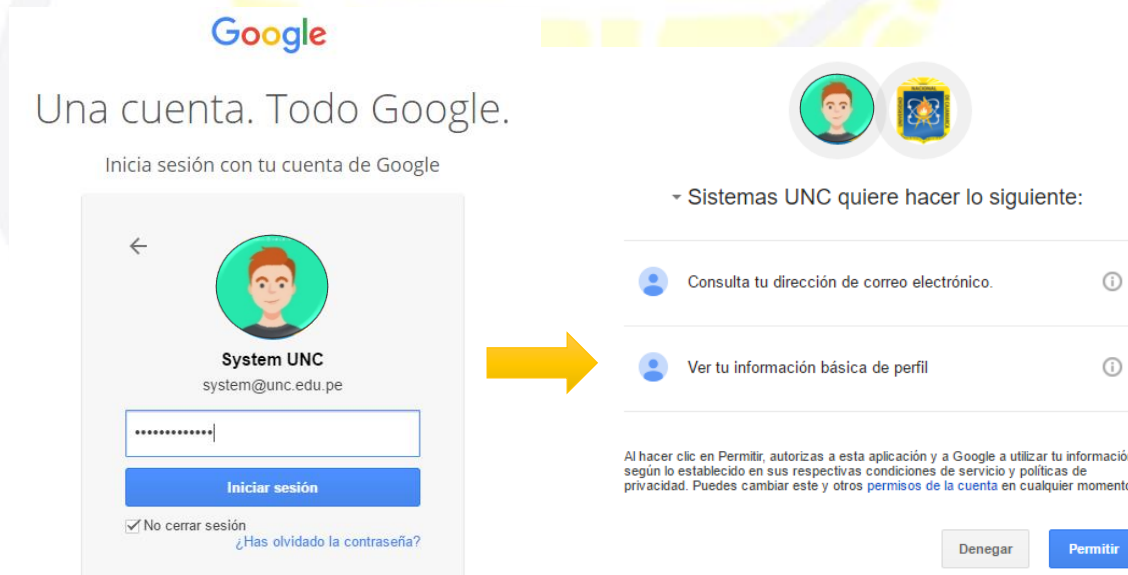 Google
Una cuenta. Todo Google.
Inicia sesión con tu cuenta de Google
System UNC
system@unc.edu.pe
•••••••••••••
Iniciar sesión
No cerrar sesión
¿Has olvidado la contraseña?
NACIONAL
Sistemas UNC quiere hacer lo siguiente:
Consulta tu dirección de correo electrónico.
Ver tu información básica de perfil
Al hacer clic en Permitir, autorizas a esta aplicación y a Google a utilizar tu información
según lo establecido en sus respectivas condiciones de servicio y políticas de
privacidad. Puedes cambiar este y otros permisos de la cuenta en cualquier momento
Denegar
Permitir